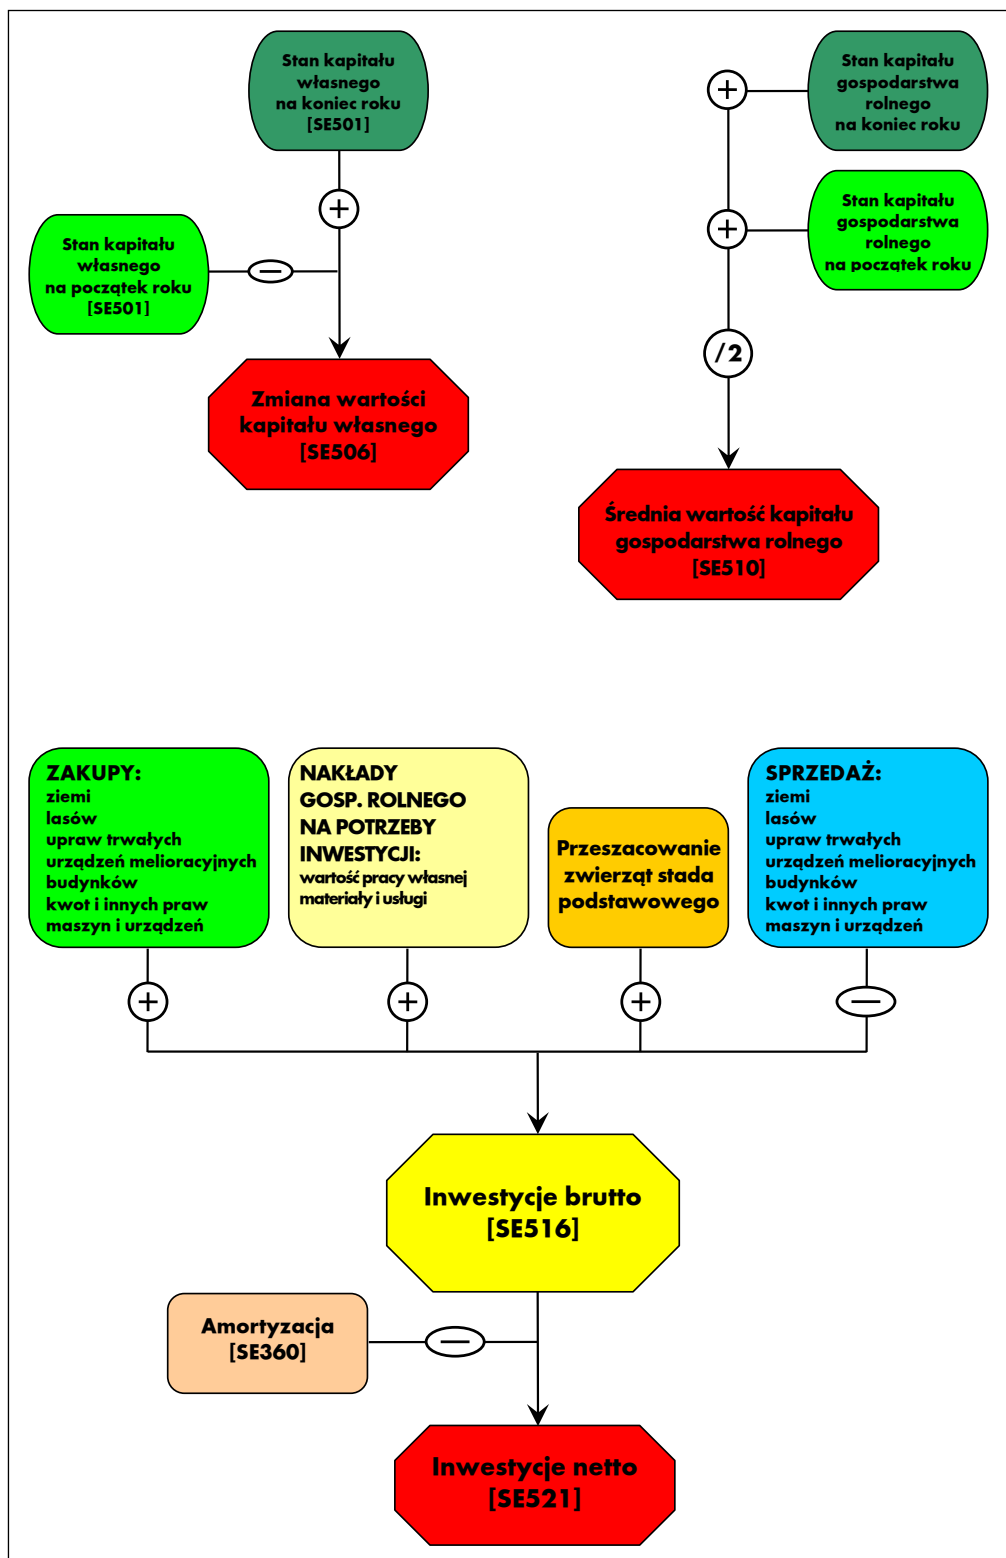 Stan kapitału
własnego
na koniec roku
[SE501]
+
Stan kapitału
własnego
na początek roku
[SE501]
−
Zmiana wartości
kapitału własnego
[SE506]
Stan kapitału
gospodarstwa
rolnego
na koniec roku
+
Stan kapitału
gospodarstwa
rolnego
na początek roku
+
/2
Średnia wartość kapitału
gospodarstwa rolnego
[SE510]
ZAKUPY:
ziemi
lasów
upraw trwałych
urządzeń melioracyjnych
budynków
kwot i innych praw
maszyn i urządzeń
NAKŁADY
GOSP. ROLNEGO
NA POTRZEBY
INWESTYCJI:
wartość pracy własnej
materiały i usługi
Przeszacowanie
zwierząt stada
podstawowego
SPRZEDAŻ:
ziemi
lasów
upraw trwałych
urządzeń melioracyjnych
budynków
kwot i innych praw
maszyn i urządzeń
+
+
+
−
Inwestycje brutto
[SE516]
Amortyzacja
[SE360]
−
Inwestycje netto
[SE521]